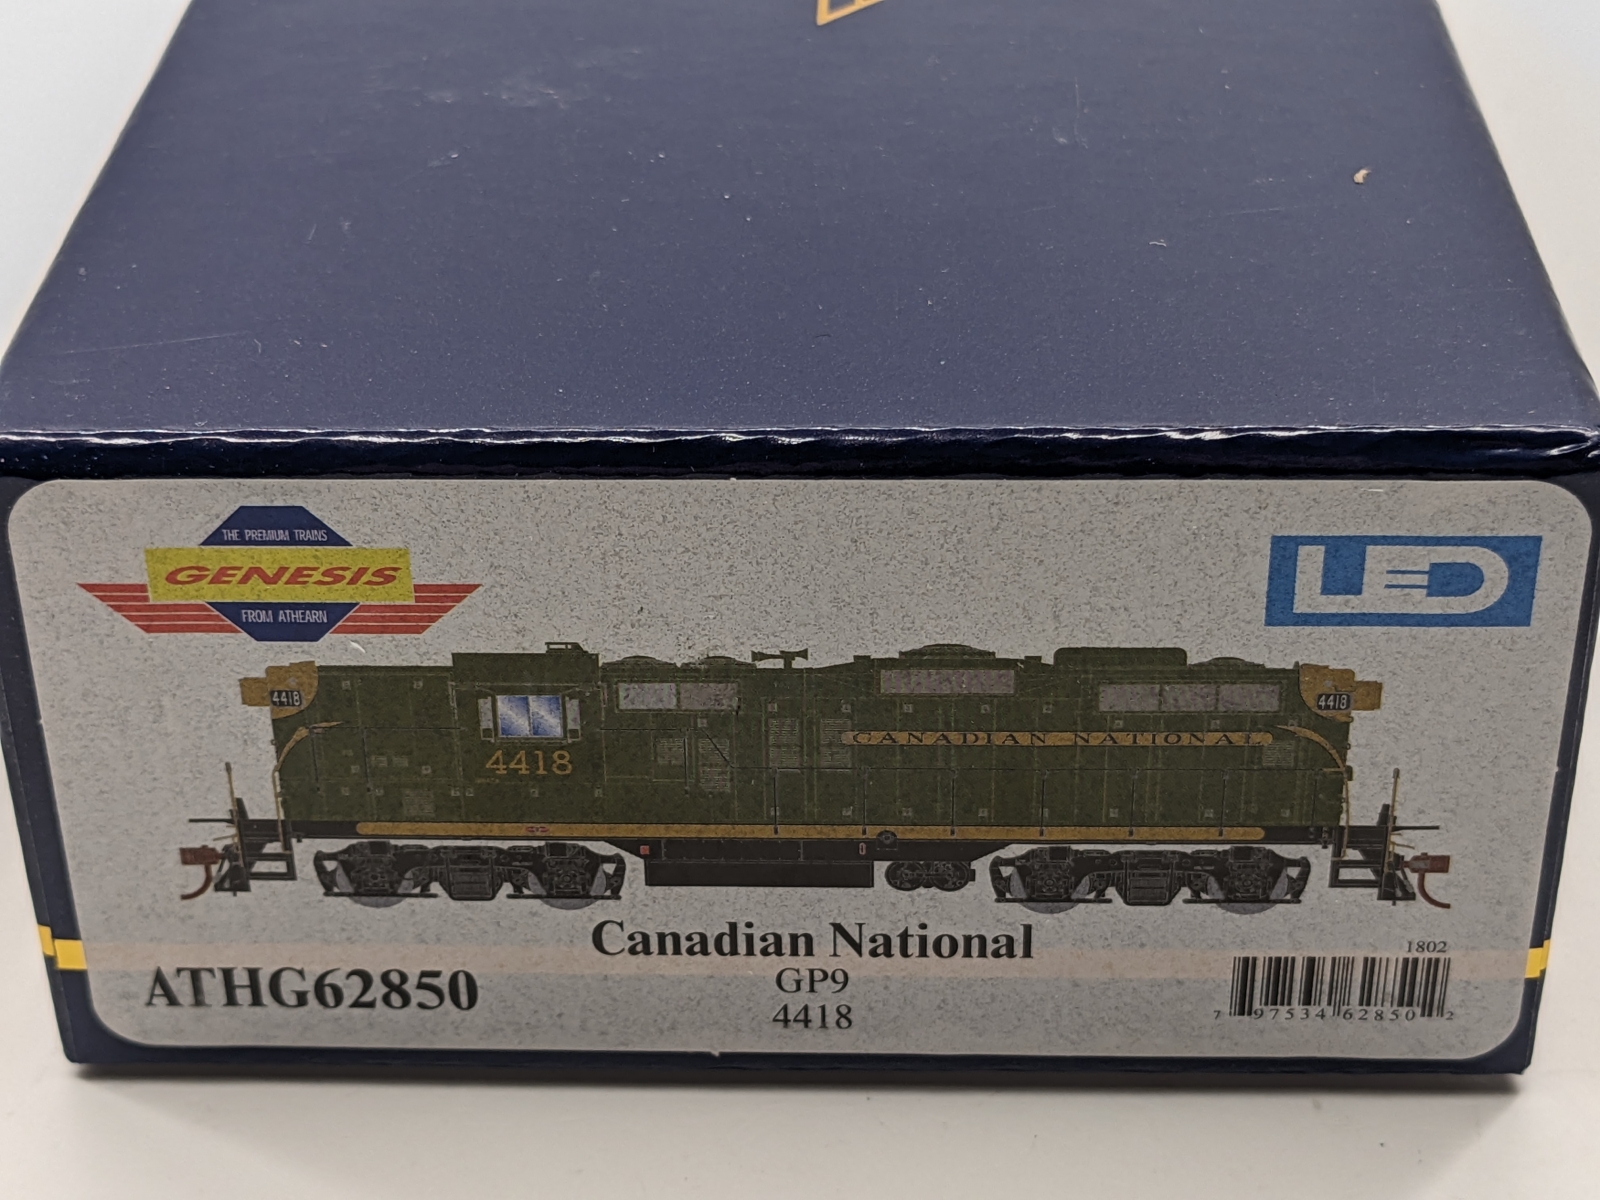 THE PREMIUM TRAINS
GENESIS
FROM ATHEARN
LED
4418
4418
CANADIAN NATIONAL
4418
Canadian National
ATHG62850
GP9
4418
1802
7 97534 62850 2